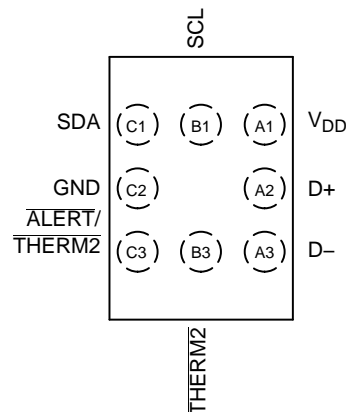 SCL
SDA C1 B1 A1 VDD
GND C2 A2 D+
ALERT/
THERM2 C3 B3 A3 D–
THERM2